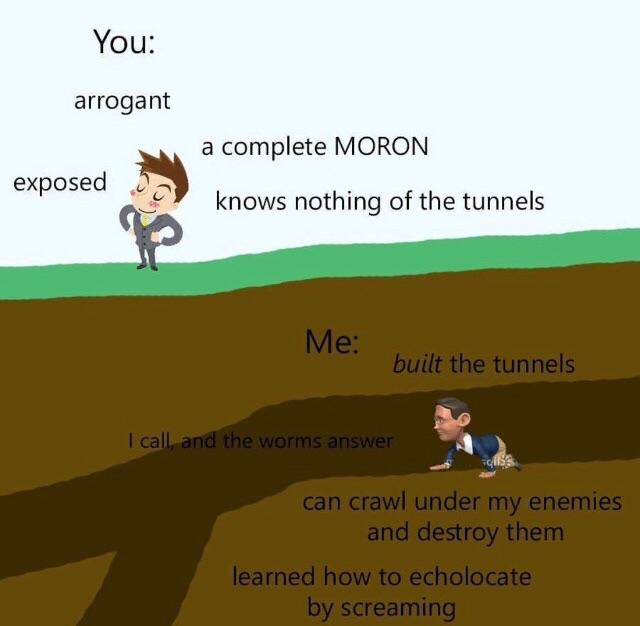 You:
arrogant
a complete MORON
exposed
knows nothing of the tunnels
Me:
built the tunnels
I call, and the worms answer
can crawl under my enemies
and destroy them
learned how to echolocate
by screaming